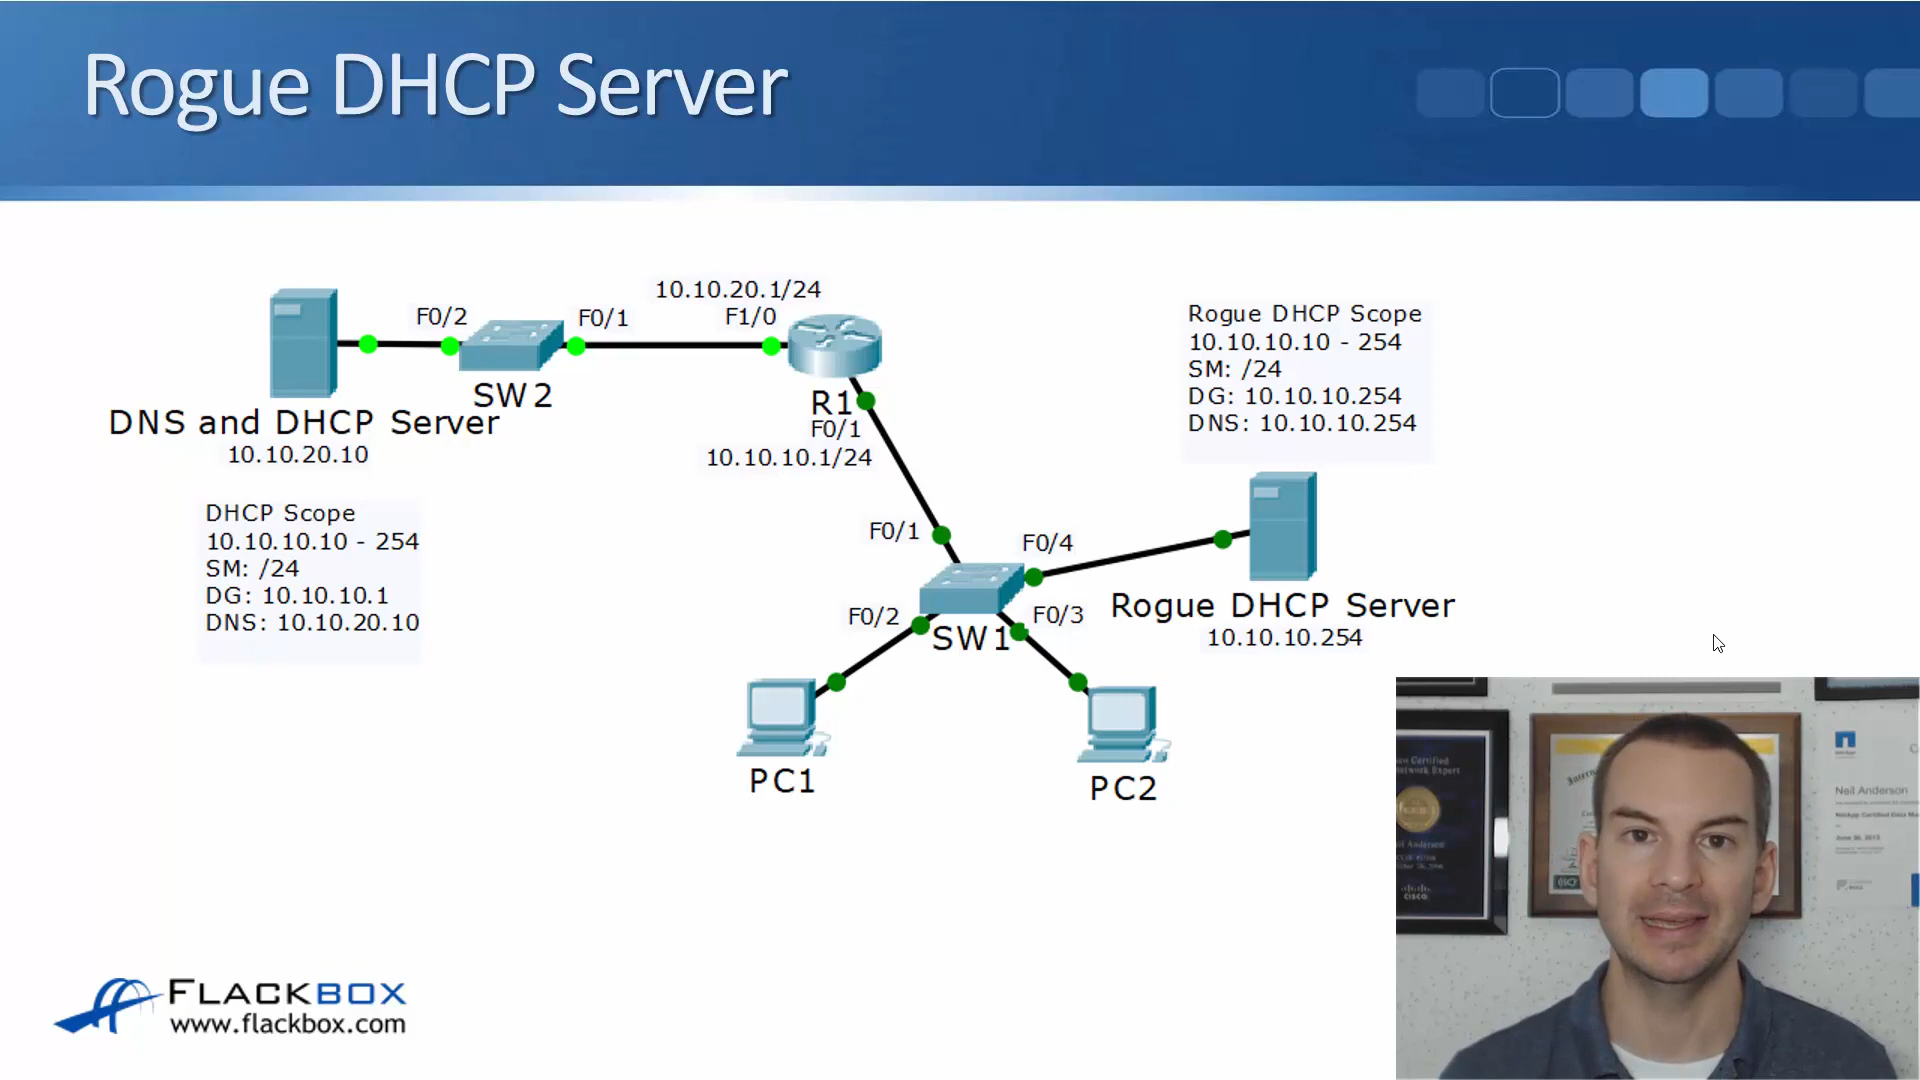 Rogue DHCP Server
10.10.20.1/24
F0/2
F0/1
F1/0
SW2
R1
F0/1
10.10.10.1/24
DNS and DHCP Server
10.10.20.10
DHCP Scope
10.10.10.10 - 254
SM: /24
DG: 10.10.10.1
DNS: 10.10.20.10
Rogue DHCP Scope
10.10.10.10 - 254
SM: /24
DG: 10.10.10.254
DNS: 10.10.10.254
F0/1
F0/4
F0/2
F0/3
SW1
Rogue DHCP Server
10.10.10.254
PC1
PC2
FLACKBOX
www.flackbox.com
Neil Anderson
CISCO